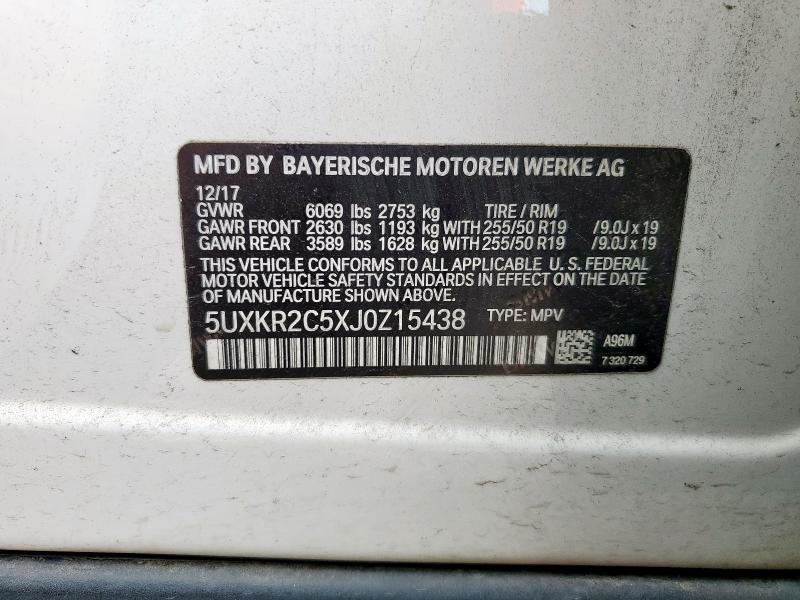 MFD BY BAYERISCHE MOTOREN WERKE AG
12/17
GVWR 6069 lbs 2753 kg TIRE / RIM
GAWR FRONT 2630 lbs 1193 kg WITH 255/50 R19 /9.0J x 19
GAWR REAR 3589 lbs 1628 kg WITH 255/50 R19 /9.0J x 19
THIS VEHICLE CONFORMS TO ALL APPLICABLE U. S. FEDERAL
MOTOR VEHICLE SAFETY STANDARDS IN EFFECT ON THE DATE
OF MANUFACTURE SHOWN ABOVE.
5UXKR2C5XJ0Z15438 TYPE: MPV
A96M
7 320 729